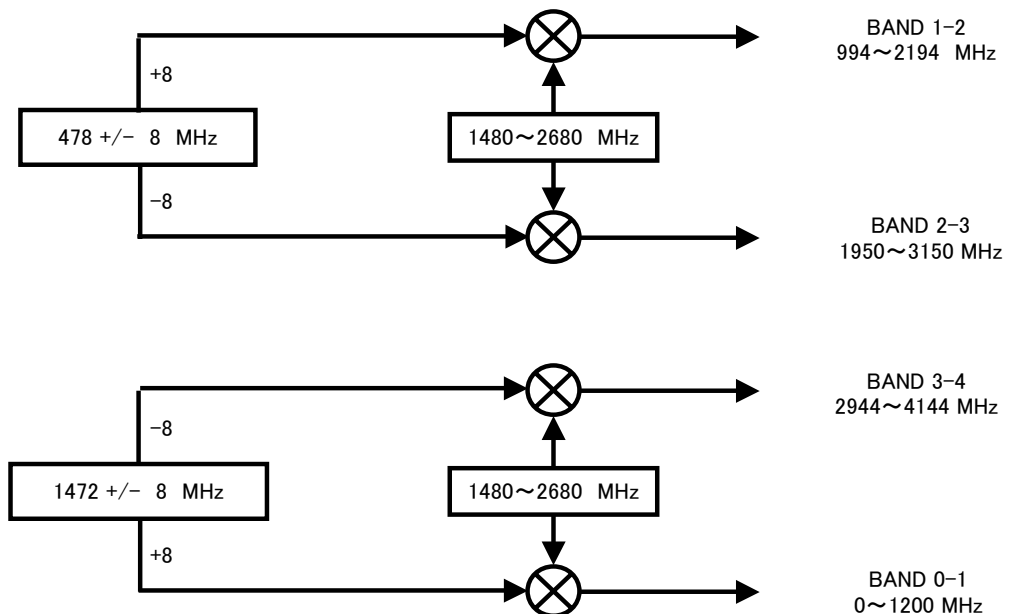 BAND 1-2
994～2194 MHz
+8
478 +/- 8 MHz
1480～2680 MHz
-8
BAND 2-3
1950～3150 MHz
BAND 3-4
2944～4144 MHz
-8
1472 +/- 8 MHz
1480～2680 MHz
+8
BAND 0-1
0～1200 MHz